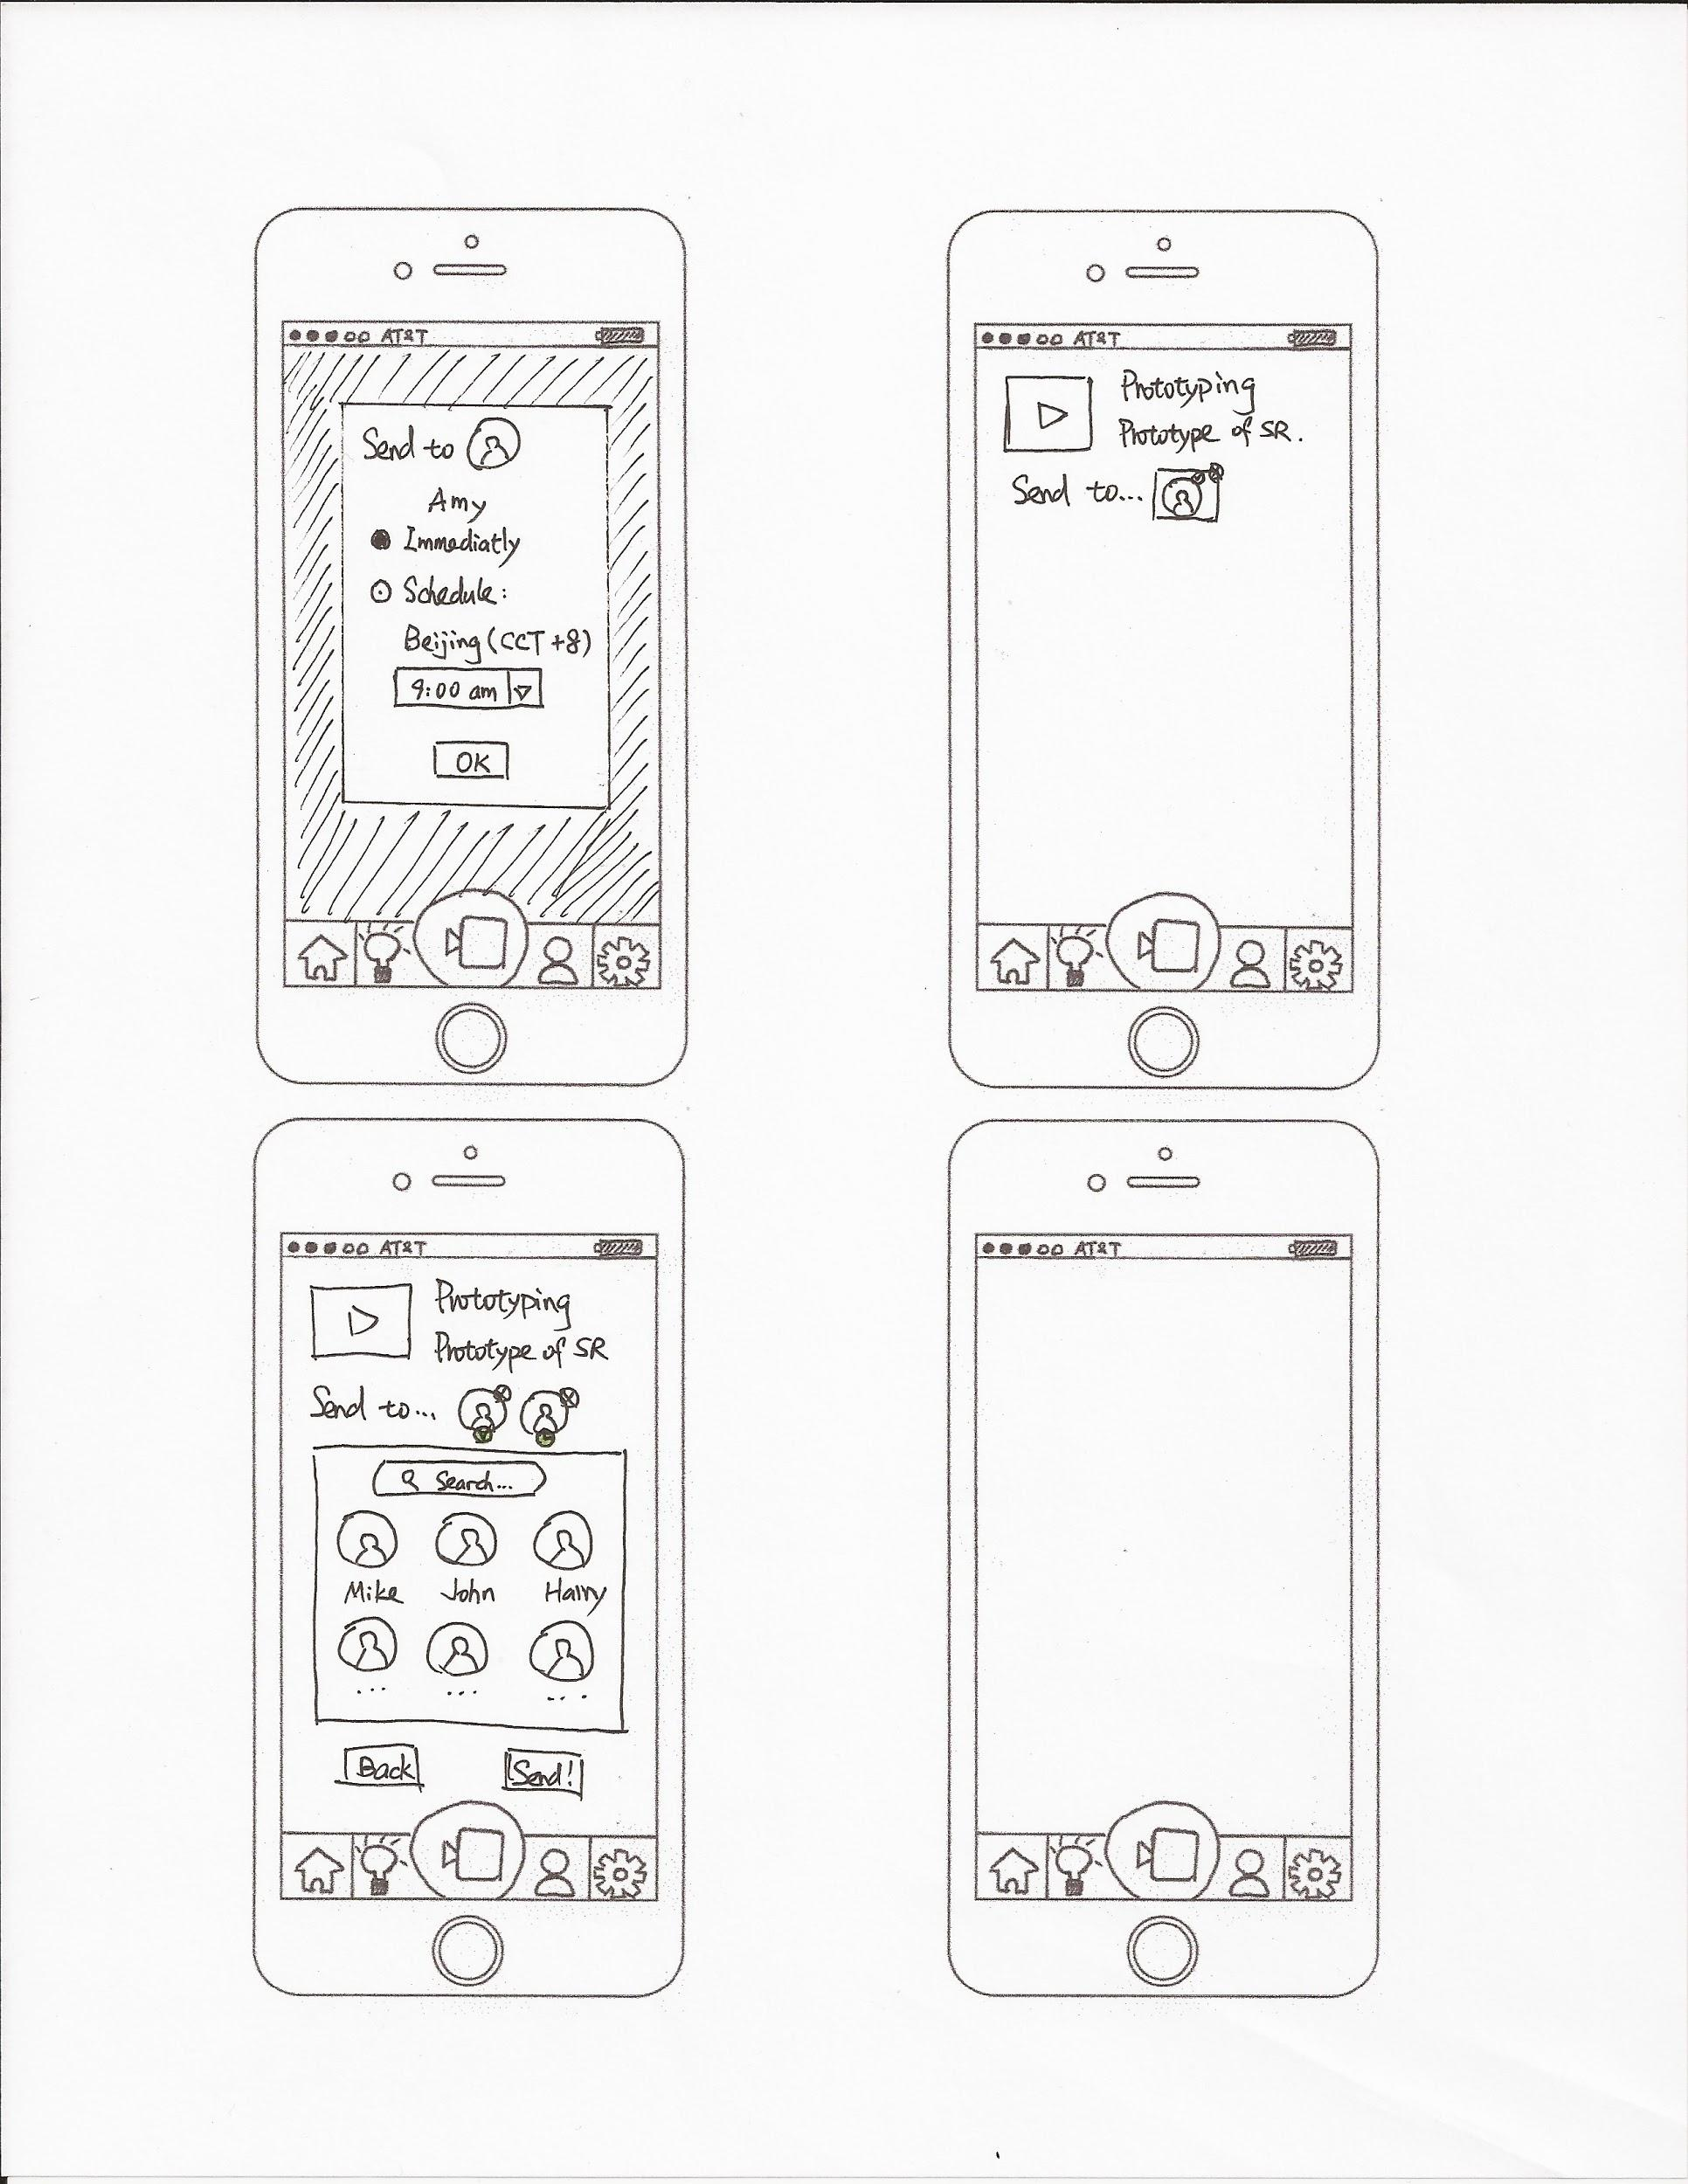 AT&T
Send to
Amy
Immediatly
Schedule:
Beijing (CCT +8)
9:00 am
OK
AT&T
Prototyping
Prototype of SR.
Send to...
AT&T
Prototyping
Prototype of SR
Send to...
Search...
Mike John Harry
... ... ...
Back Send!
AT&T